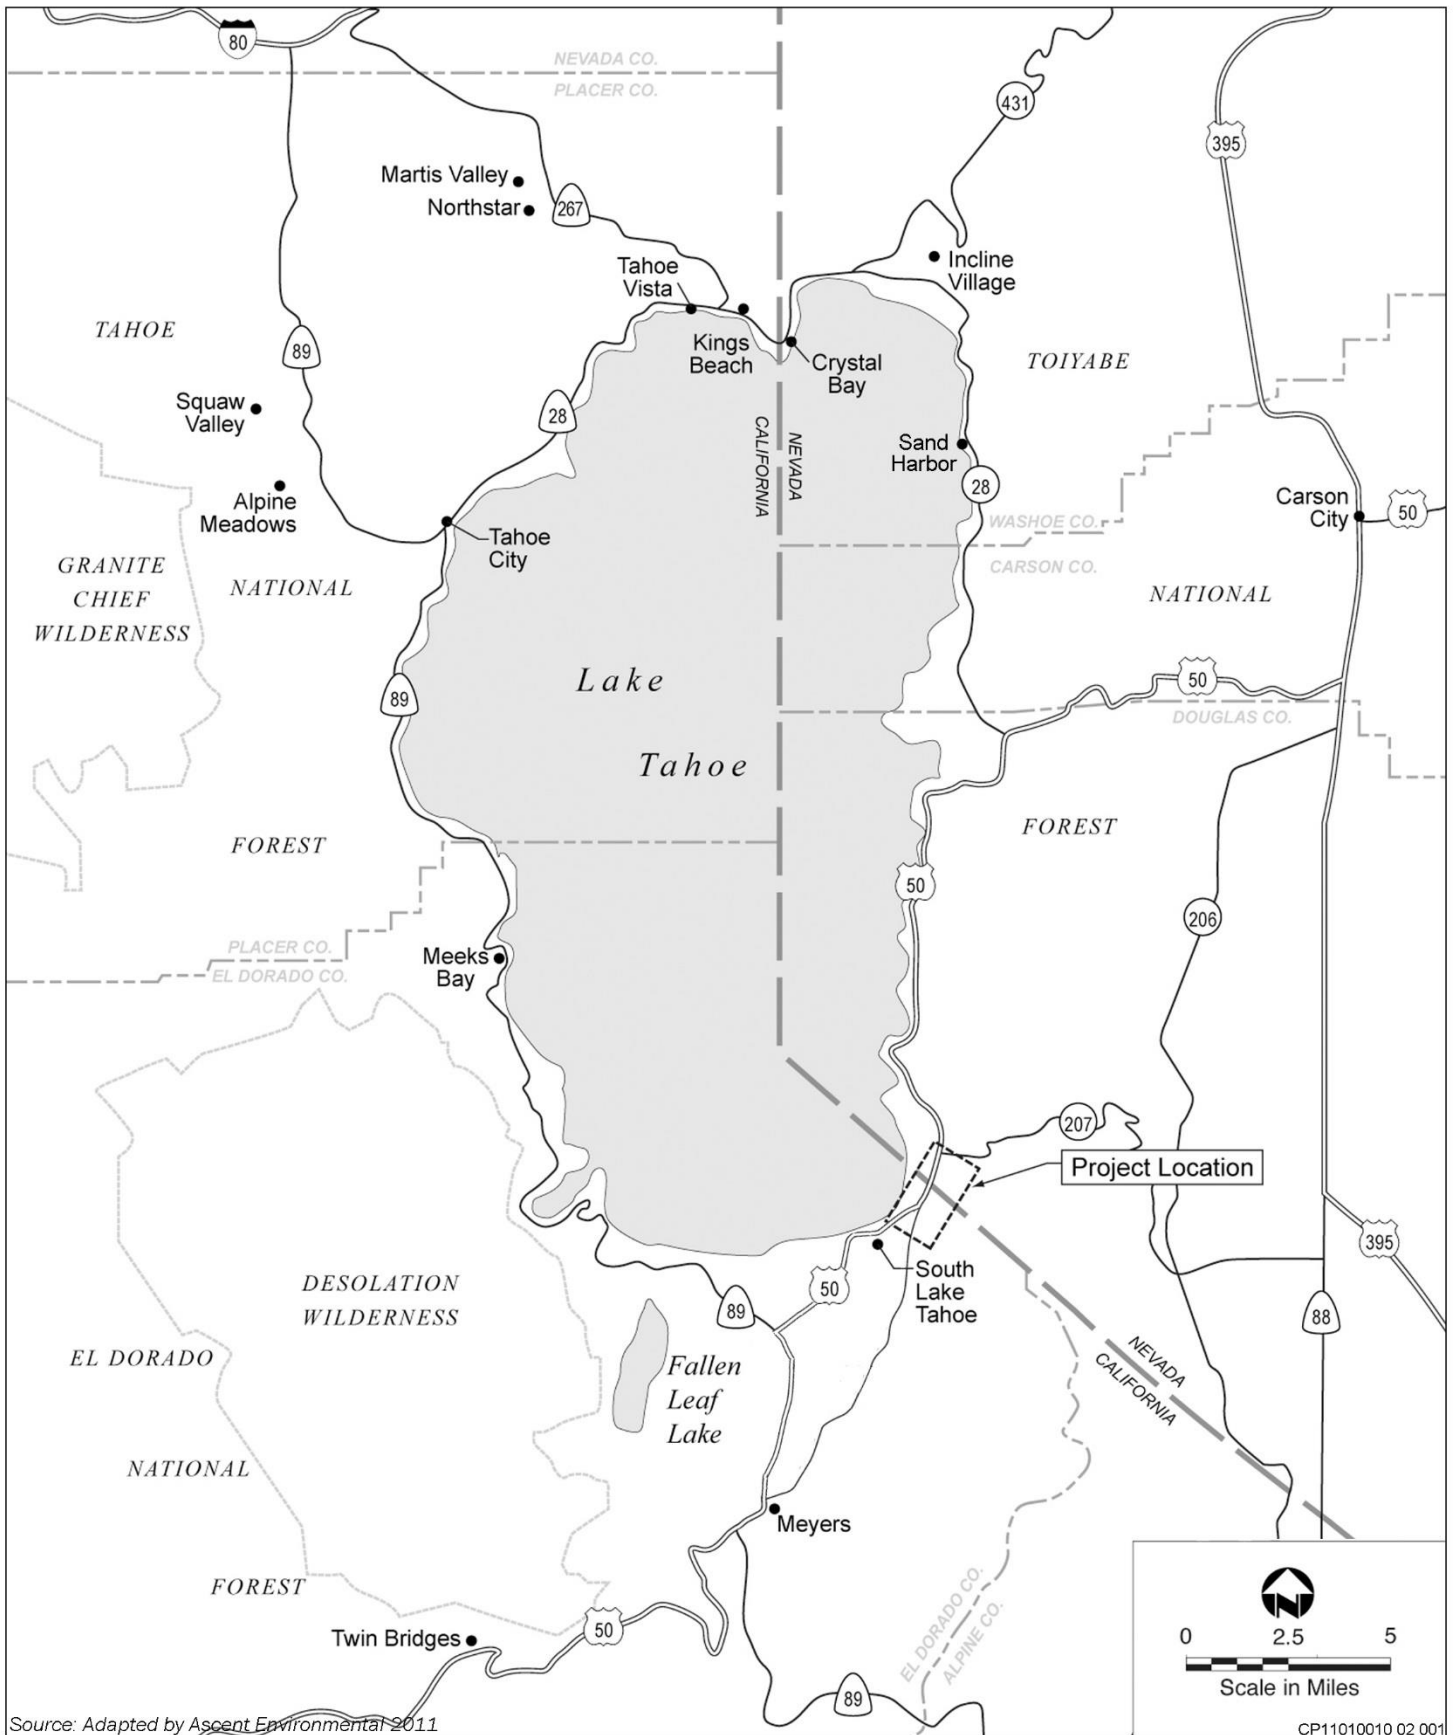 80
NEVADA CO.
PLACER CO.
431
395
Martis Valley
Northstar
267
Tahoe
Vista
Incline
Village
TAHOE
89
Kings
Beach
Crystal
Bay
TOIYABE
Squaw
Valley
28
CALIFORNIA
NEVADA
Sand
Harbor
28
Alpine
Meadows
Carson
City
50
Tahoe
City
WASHOE CO.
CARSON CO.
GRANITE
CHIEF
WILDERNESS
NATIONAL
NATIONAL
Lake
89
50
DOUGLAS CO.
Tahoe
FOREST
FOREST
50
206
PLACER CO.
EL DORADO CO.
Meeks
Bay
207
Project Location
395
South
Lake
Tahoe
50
89
88
DESOLATION
WILDERNESS
EL DORADO
Fallen
Leaf
Lake
NEVADA
CALIFORNIA
NATIONAL
Meyers
FOREST
EL DORADO CO.
ALPINE CO.
Twin Bridges
50
89
N
0 2.5 5
Scale in Miles
Source: Adapted by Ascent Environmental 2011
CP11010010 02 001